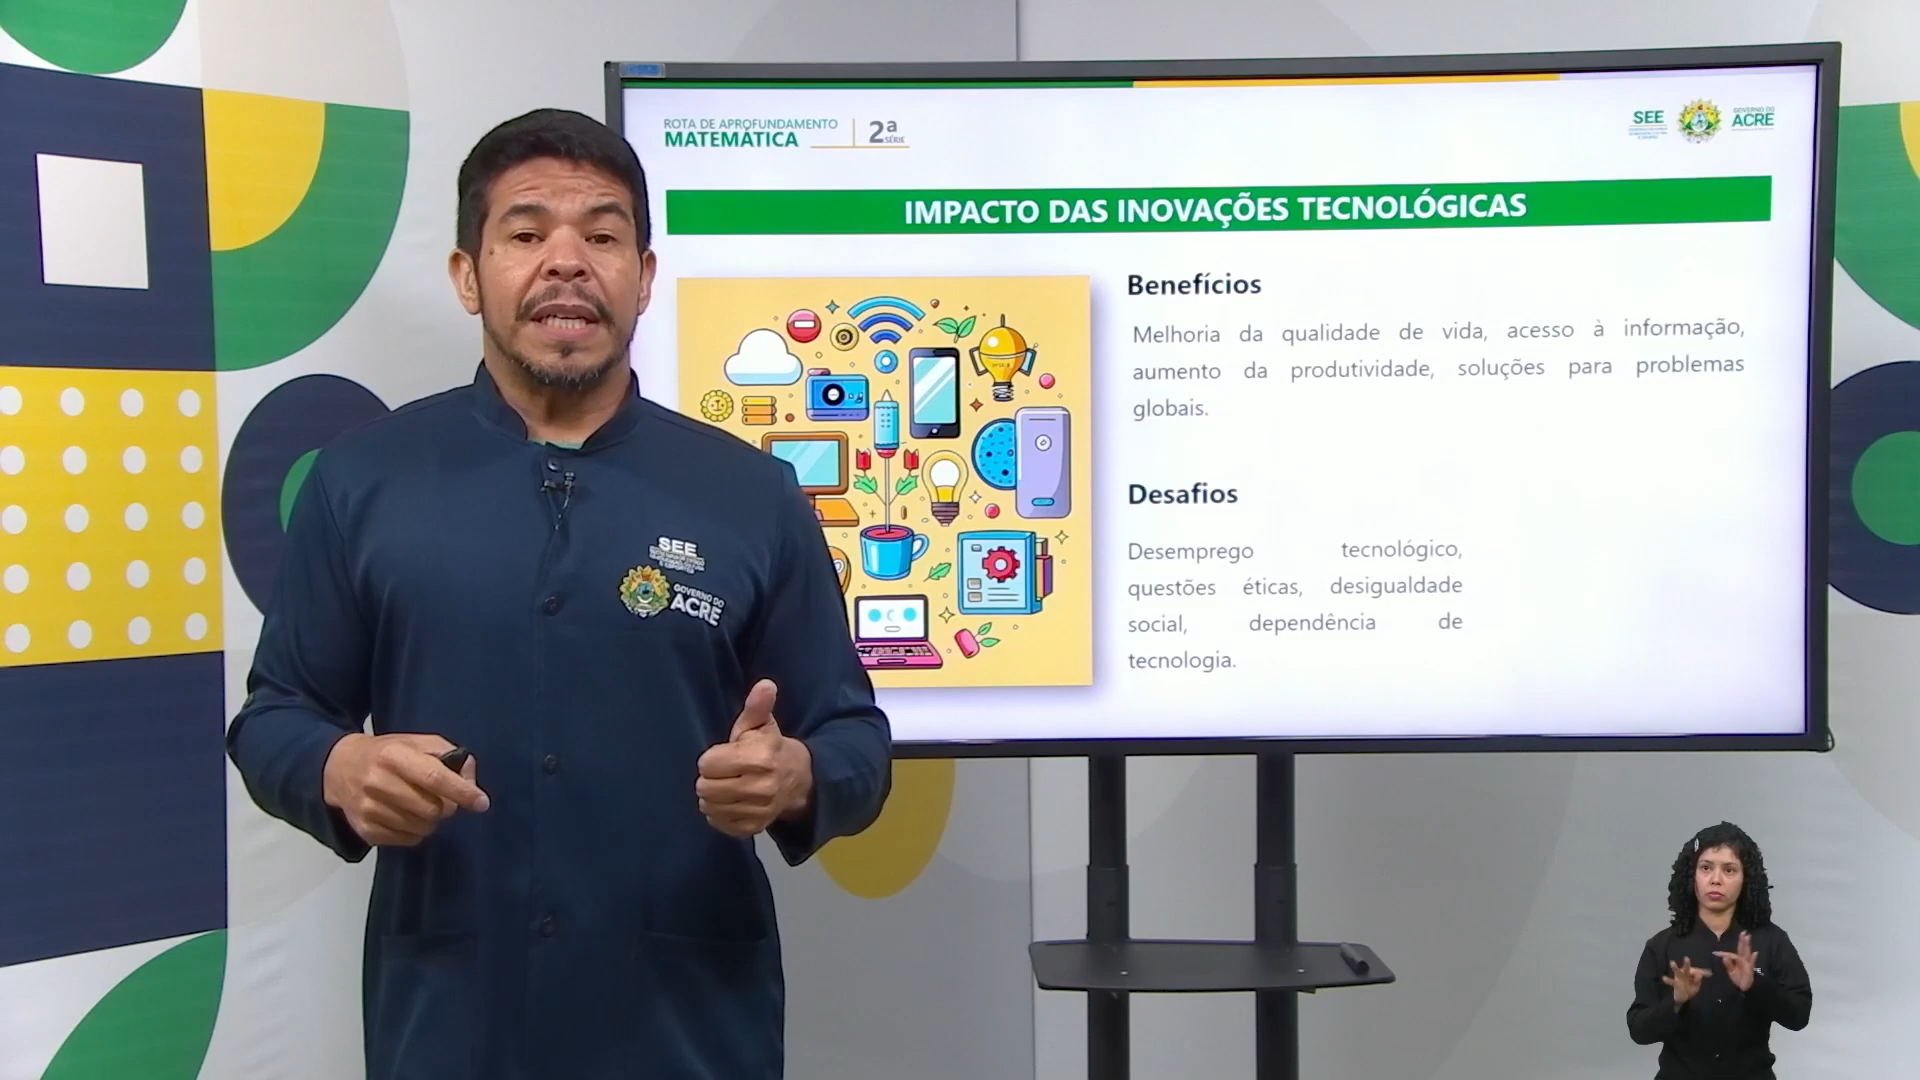 ROTA DE APROFUNDAMENTO
MATEMÁTICA
2ª
SÉRIE
SEE
GOVERNO DO
ACRE
IMPACTO DAS INOVAÇÕES TECNOLÓGICAS
Benefícios
Melhoria da qualidade de vida, acesso à informação,
aumento da produtividade, soluções para problemas
globais.
Desafios
Desemprego tecnológico,
questões éticas, desigualdade
social, dependência de
tecnologia.
SEE
GOVERNO DO
ACRE